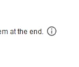 em at the end.